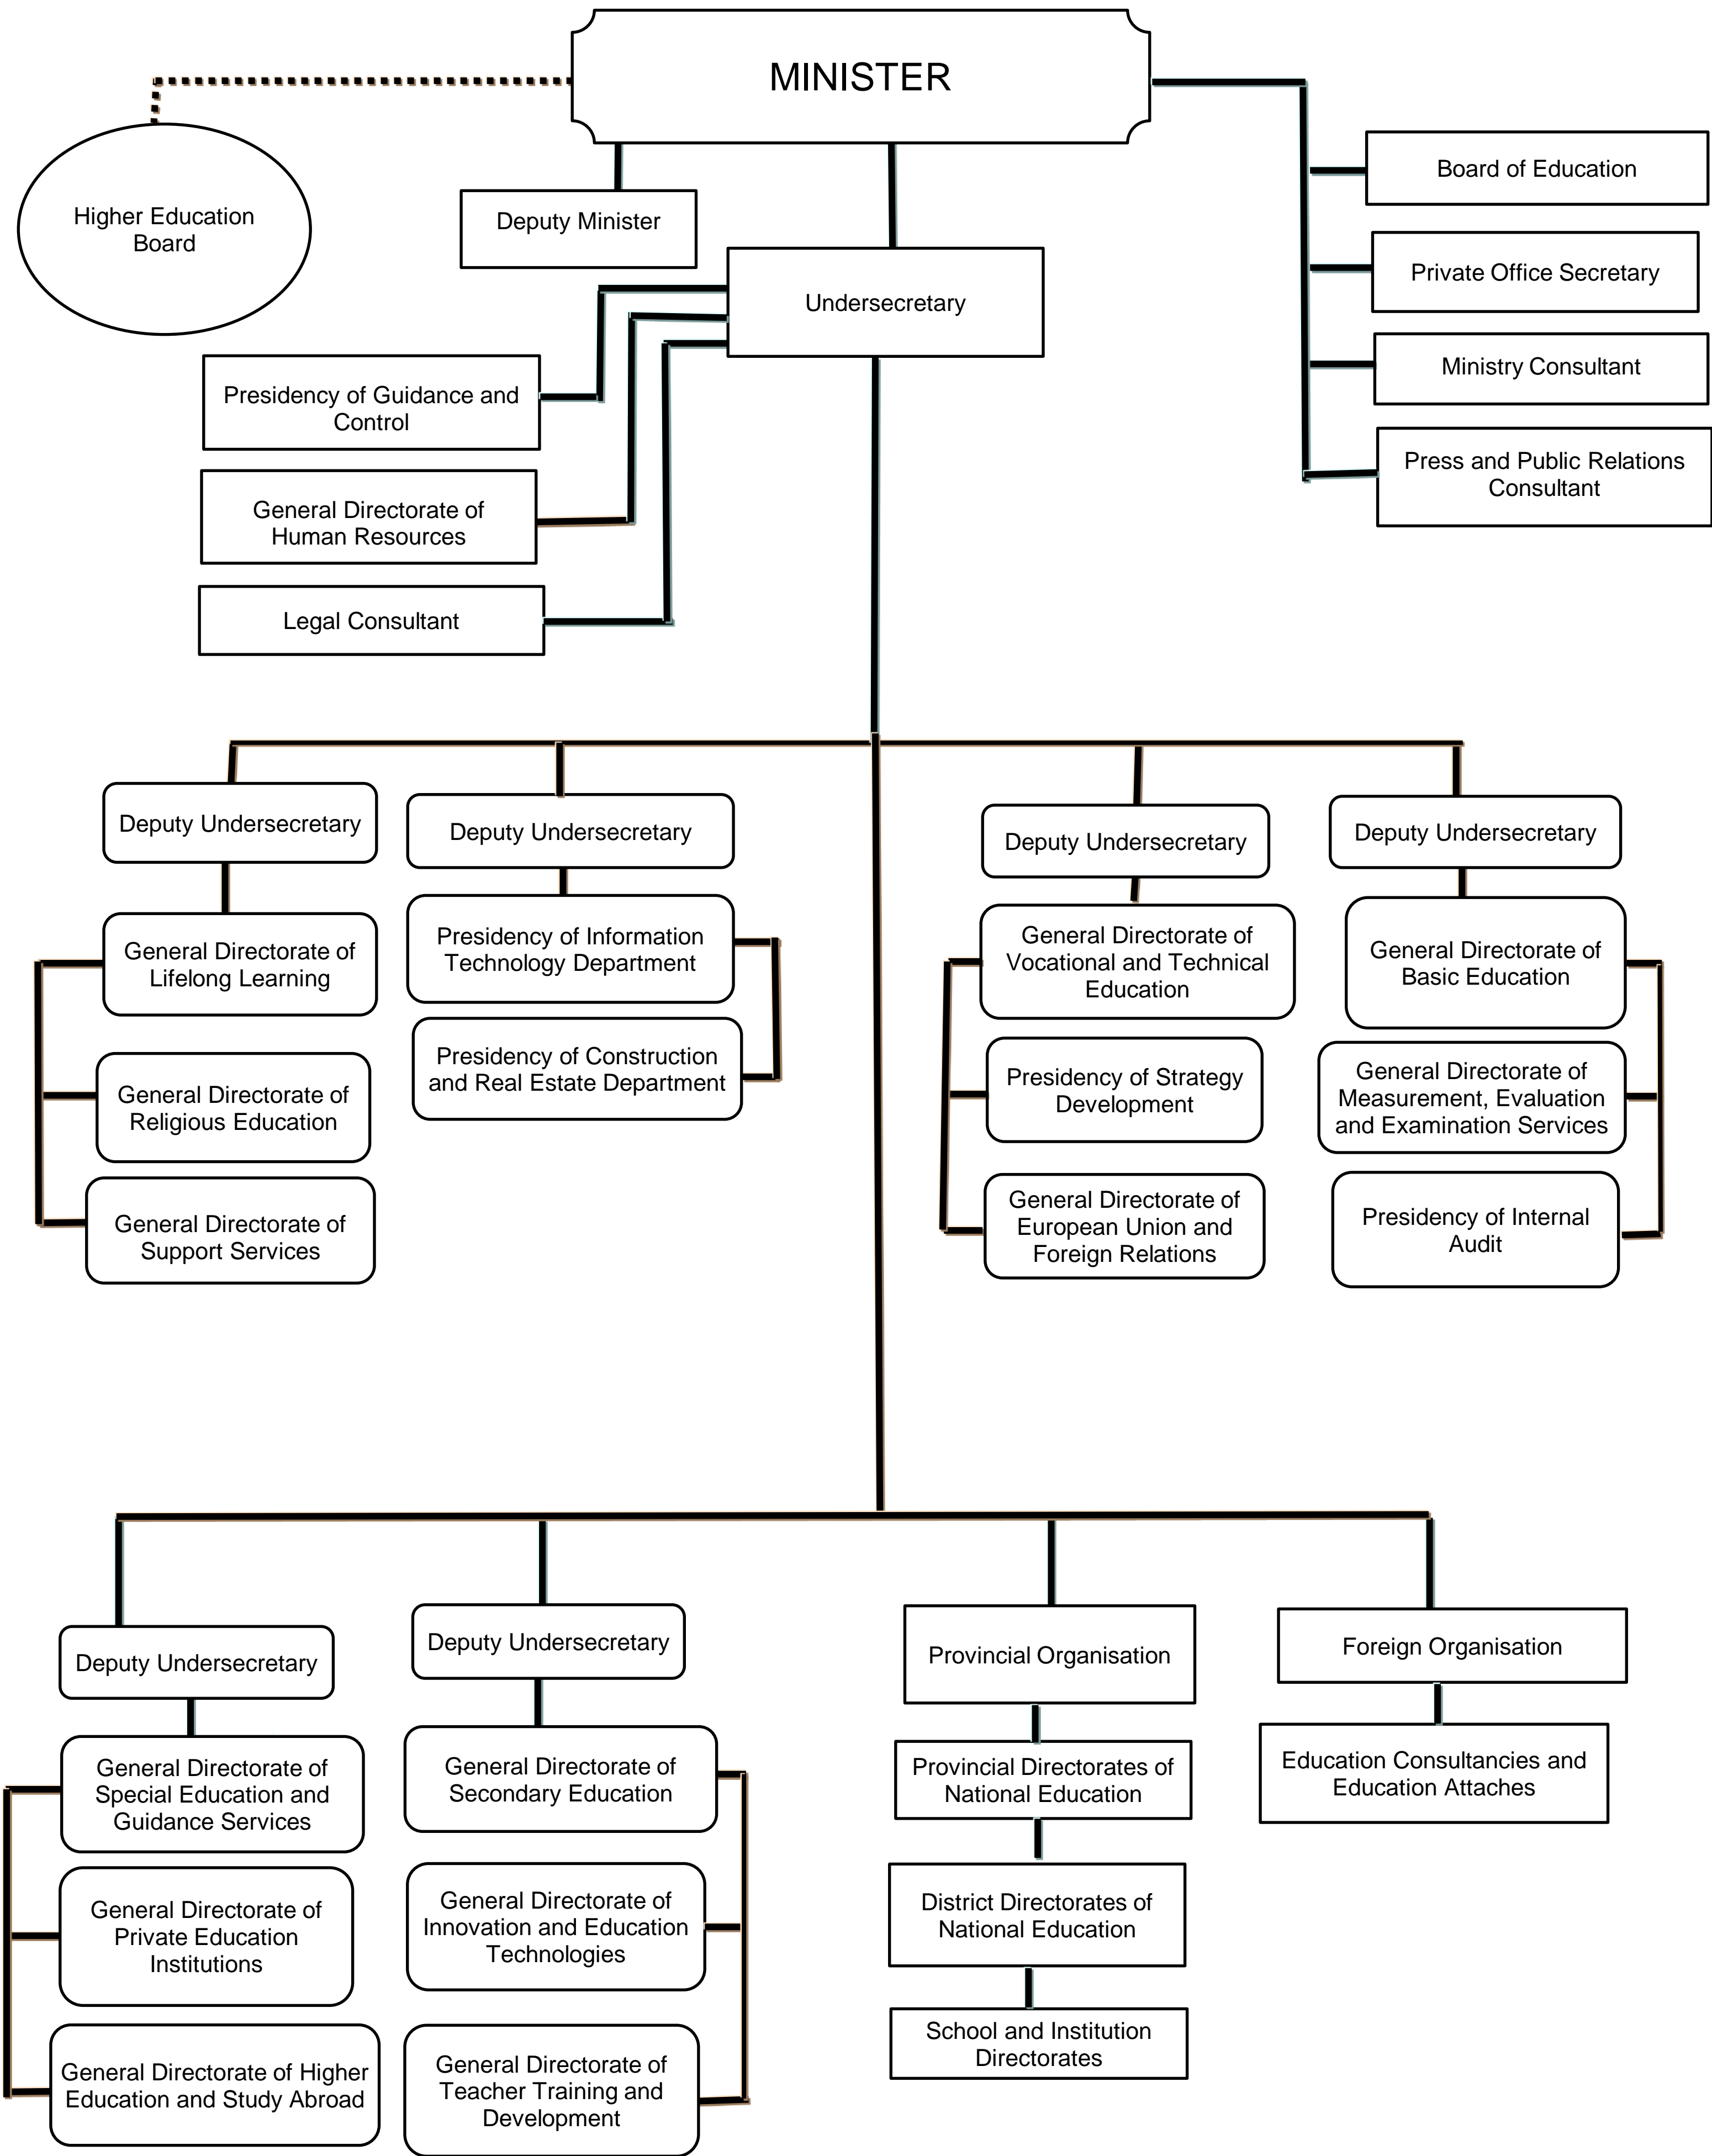 MINISTER
Higher Education
Board
Deputy Minister
Board of Education
Undersecretary
Private Office Secretary
Ministry Consultant
Press and Public Relations
Consultant
Presidency of Guidance and
Control
General Directorate of
Human Resources
Legal Consultant
Deputy Undersecretary
General Directorate of
Lifelong Learning
General Directorate of
Religious Education
General Directorate of
Support Services
Deputy Undersecretary
Presidency of Information
Technology Department
Presidency of Construction
and Real Estate Department
Deputy Undersecretary
General Directorate of
Vocational and Technical
Education
Presidency of Strategy
Development
General Directorate of
European Union and
Foreign Relations
Deputy Undersecretary
General Directorate of
Basic Education
General Directorate of
Measurement, Evaluation
and Examination Services
Presidency of Internal
Audit
Deputy Undersecretary
General Directorate of
Special Education and
Guidance Services
General Directorate of
Private Education
Institutions
General Directorate of Higher
Education and Study Abroad
Deputy Undersecretary
General Directorate of
Secondary Education
General Directorate of
Innovation and Education
Technologies
General Directorate of
Teacher Training and
Development
Provincial Organisation
Provincial Directorates of
National Education
District Directorates of
National Education
School and Institution
Directorates
Foreign Organisation
Education Consultancies and
Education Attaches